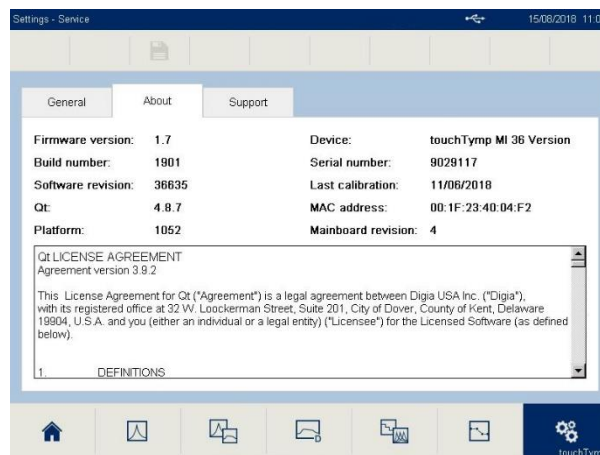 Settings - Service
15/08/2018 11:0
General
About
Support
Firmware version: 1.7
Build number: 1901
Software revision: 36635
Qt: 4.8.7
Platform: 1052
Device: touchTymp MI 36 Version
Serial number: 9029117
Last calibration: 11/06/2018
MAC address: 00:1F:23:40:04:F2
Mainboard revision: 4
Qt LICENSE AGREEMENT
Agreement version 3.9.2
This License Agreement for Qt ("Agreement") is a legal agreement between Digia USA Inc. ("Digia"),
with its registered office at 32 W. Loockerman Street, Suite 201, City of Dover, County of Kent, Delaware
19904, U.S.A. and you (either an individual or a legal entity) ("Licensee") for the Licensed Software (as defined
below).
1. DEFINITIONS
D
touchTym